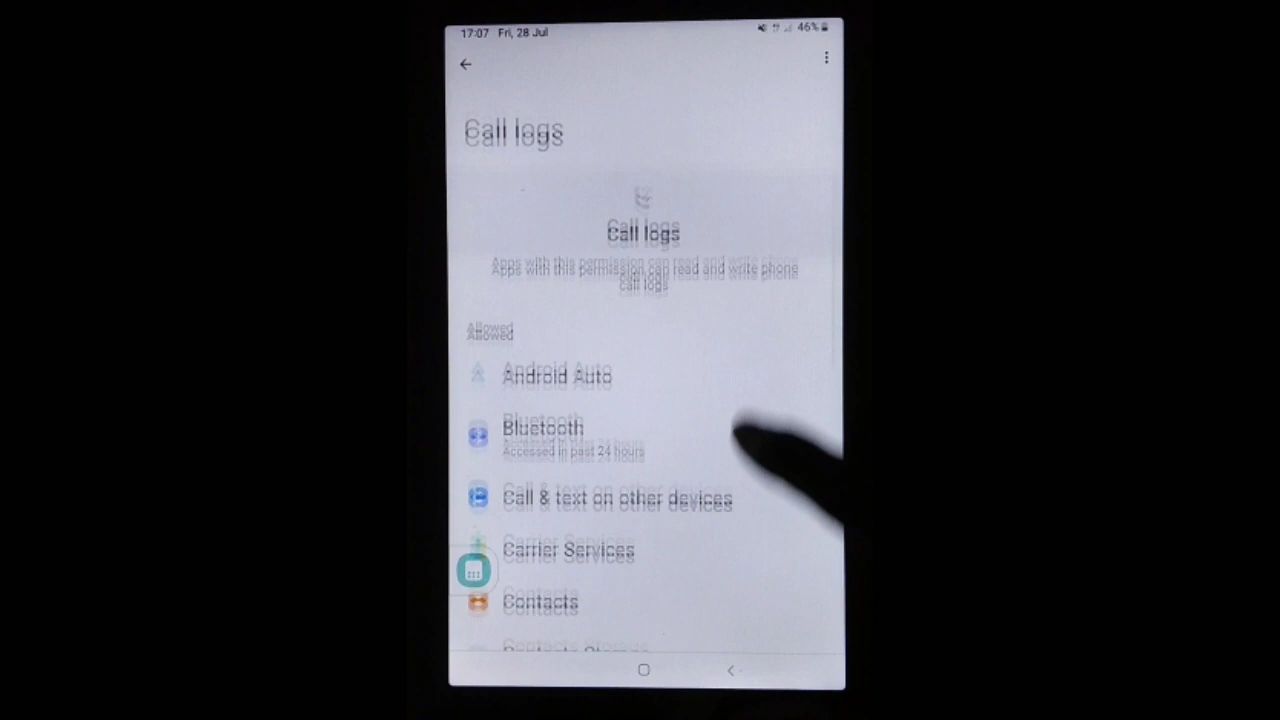 17:07 Fri, 28 Jul
46%
Call logs
Call logs
Apps with this permission can read and write phone
call logs
Allowed
Android Auto
Bluetooth
Accessed in past 24 hours
Call & text on other devices
Carrier Services
Contacts
Contacts Storage